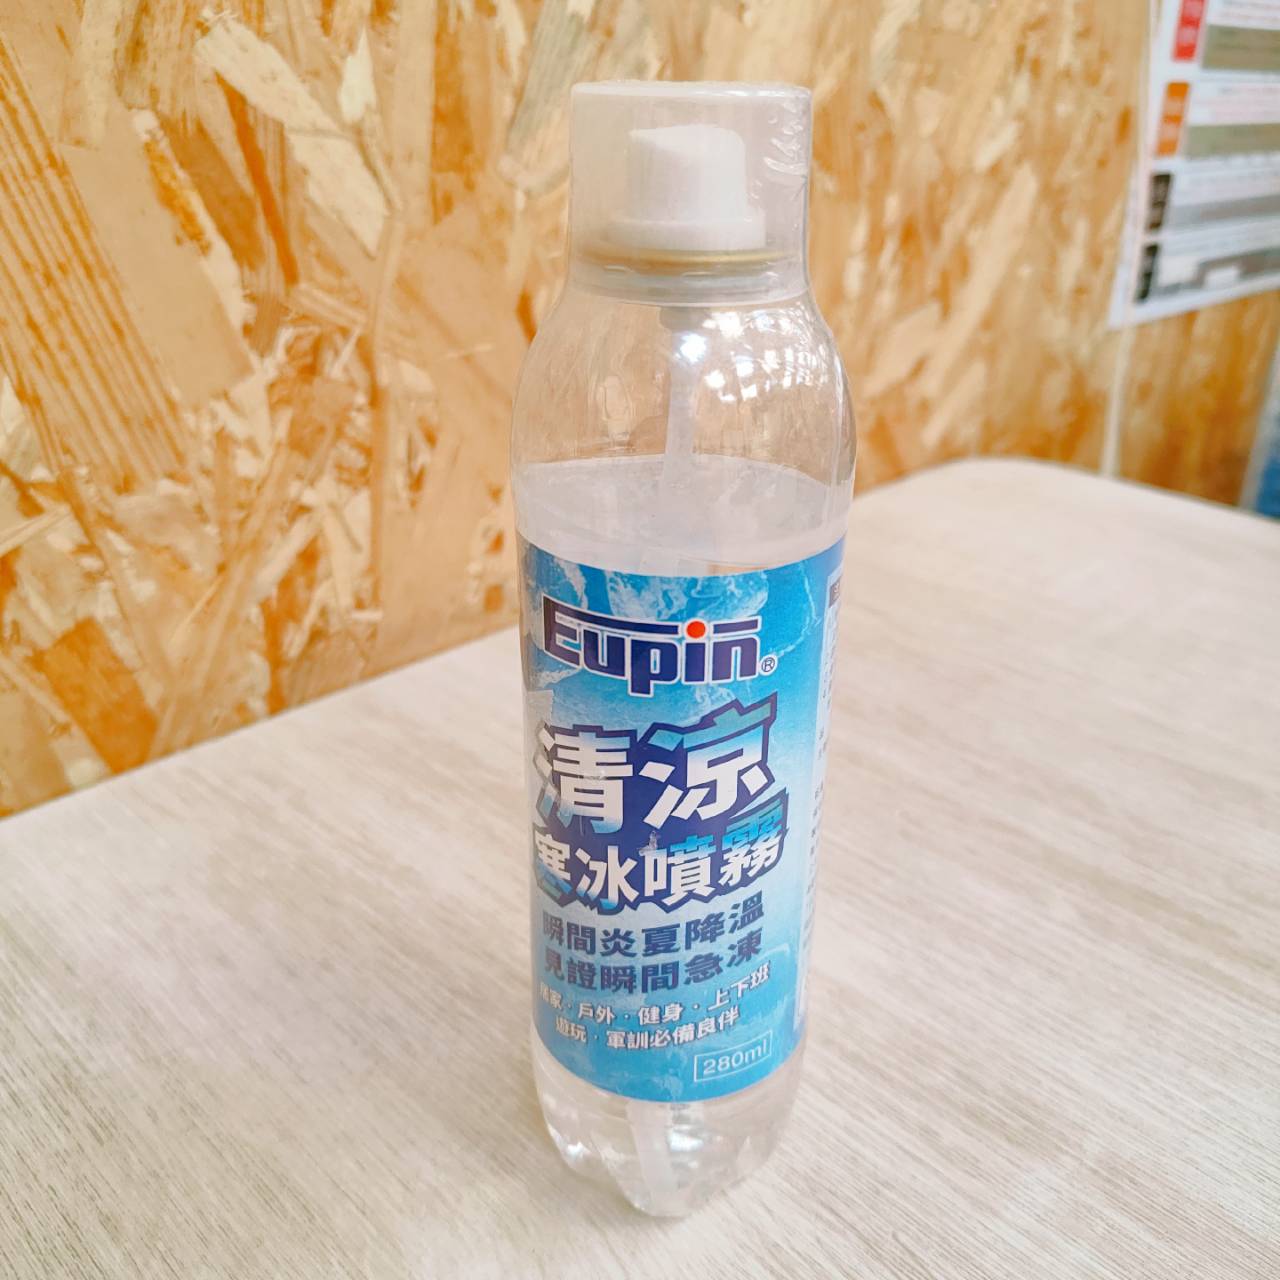 Eupin®
清涼
寒冰噴霧
瞬間炎夏降溫
見證瞬間急凍
居家·戶外·健身·上下班
遊玩·軍訓必備良伴
280ml